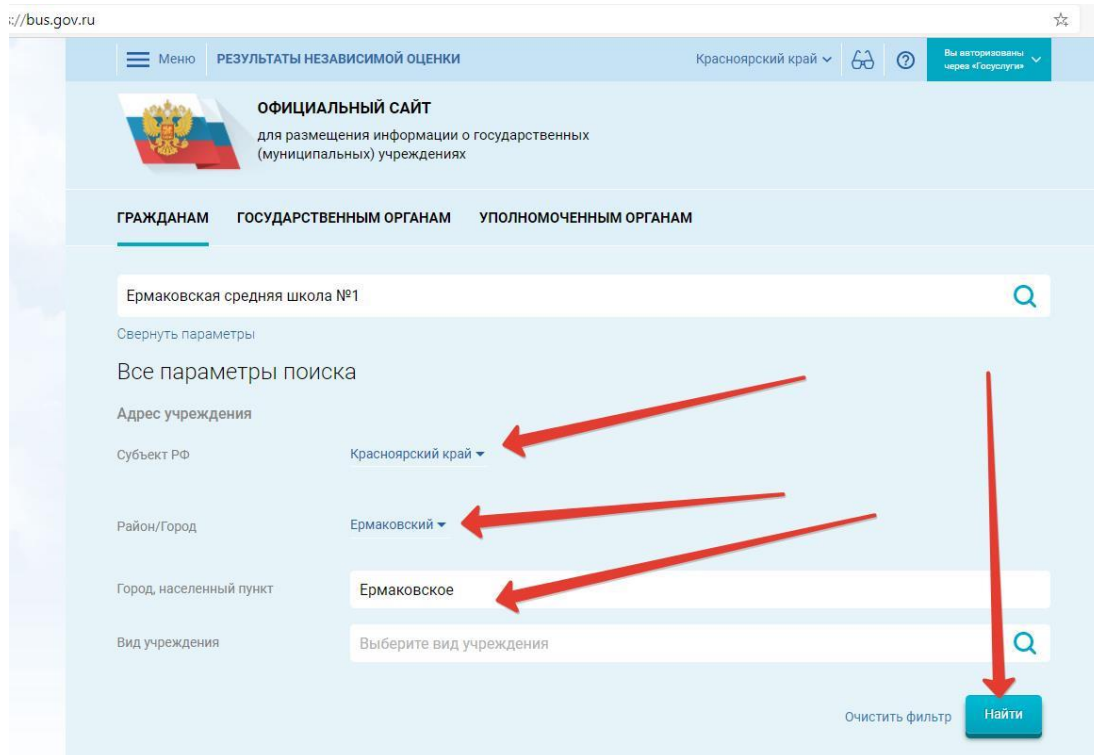 s://bus.gov.ru
Меню РЕЗУЛЬТАТЫ НЕЗАВИСИМОЙ ОЦЕНКИ Красноярский край Вы авторизованы
через «Госуслуги»
ОФИЦИАЛЬНЫЙ САЙТ
для размещения информации о государственных
(муниципальных) учреждениях
ГРАЖДАНАМ ГОСУДАРСТВЕННЫМ ОРГАНАМ УПОЛНОМОЧЕННЫМ ОРГАНАМ
Ермаковская средняя школа №1
Свернуть параметры
Все параметры поиска
Адрес учреждения
Субъект РФ Красноярский край
Район/Город Ермаковский
Город, населенный пункт Ермаковское
Вид учреждения Выберите вид учреждения
Очистить фильтр Найти